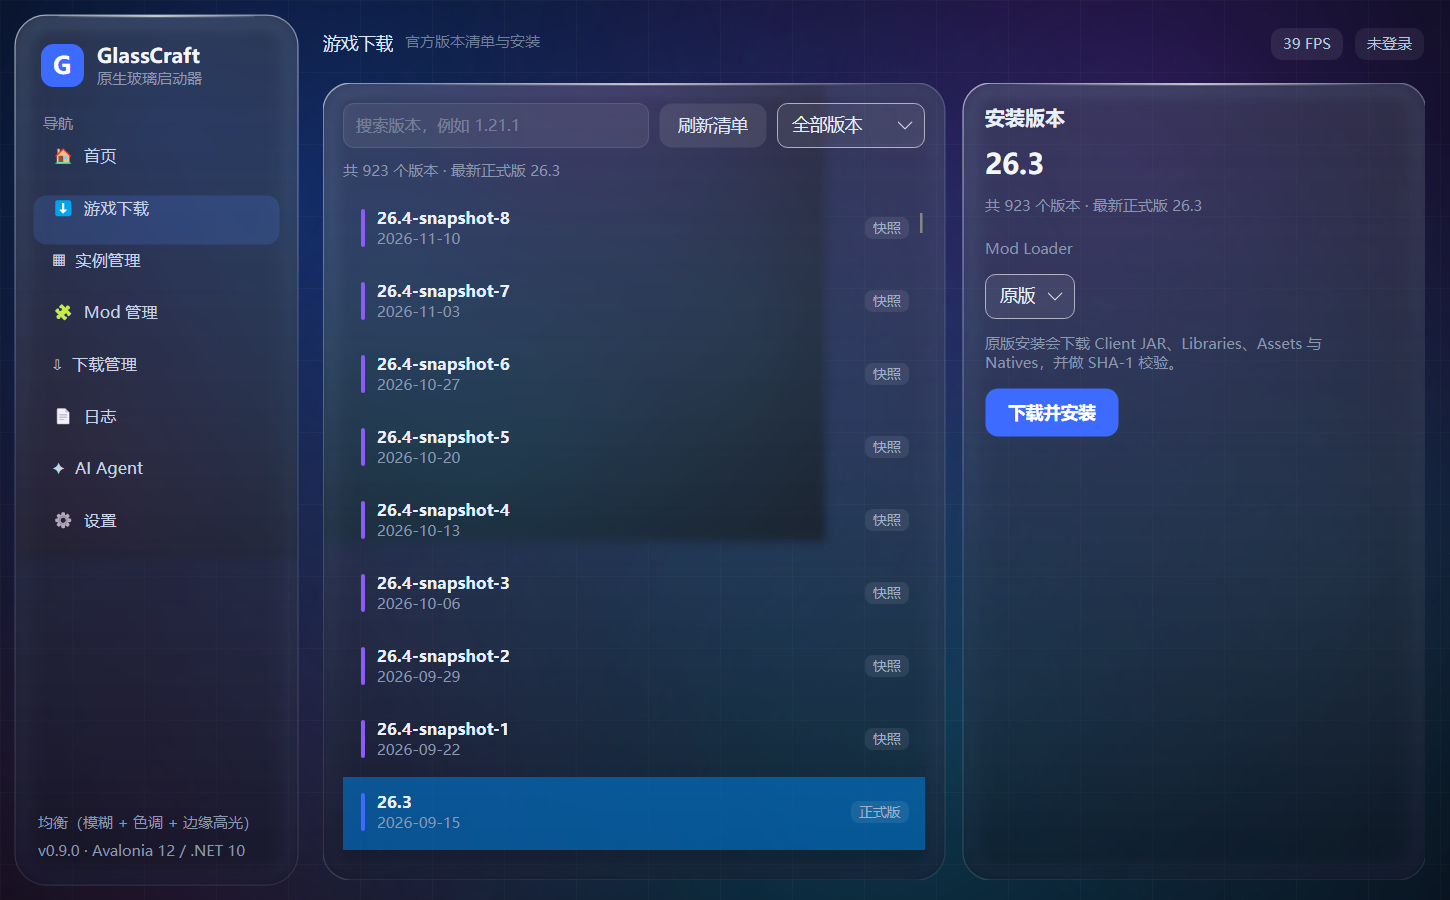 G
GlassCraft
原生玻璃启动器
导航
首页
游戏下载
实例管理
Mod 管理
下载管理
日志
AI Agent
设置
均衡（模糊 + 色调 + 边缘高光）
v0.9.0 · Avalonia 12 / .NET 10
游戏下载 官方版本清单与安装
39 FPS
未登录
搜索版本，例如 1.21.1
刷新清单
全部版本
共 923 个版本 · 最新正式版 26.3
26.4-snapshot-8
2026-11-10
快照
26.4-snapshot-7
2026-11-03
快照
26.4-snapshot-6
2026-10-27
快照
26.4-snapshot-5
2026-10-20
快照
26.4-snapshot-4
2026-10-13
快照
26.4-snapshot-3
2026-10-06
快照
26.4-snapshot-2
2026-09-29
快照
26.4-snapshot-1
2026-09-22
快照
26.3
2026-09-15
正式版
安装版本
26.3
共 923 个版本 · 最新正式版 26.3
Mod Loader
原版
原版安装会下载 Client JAR、Libraries、Assets 与
Natives，并做 SHA-1 校验。
下载并安装